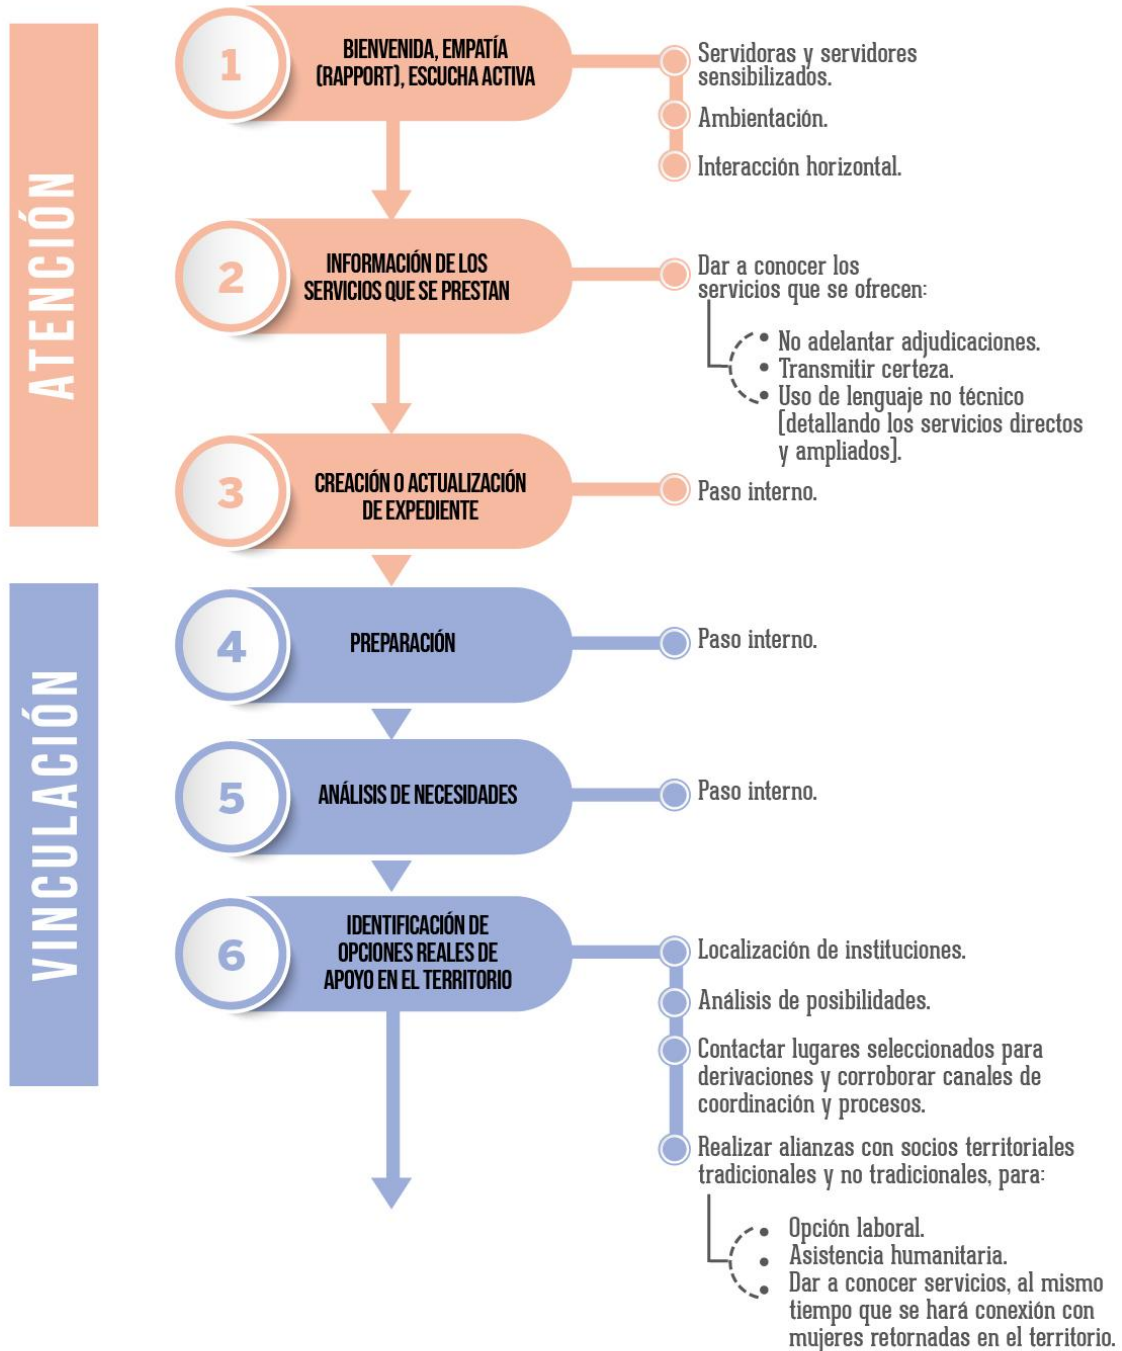 ATENCIÓN
1
BIENVENIDA, EMPATÍA
(RAPPORT), ESCUCHA ACTIVA
Servidoras y servidores
sensibilizados.
Ambientación.
Interacción horizontal.
2
INFORMACIÓN DE LOS
SERVICIOS QUE SE PRESTAN
Dar a conocer los
servicios que se ofrecen:
• No adelantar adjudicaciones.
• Transmitir certeza.
• Uso de lenguaje no técnico
[detallando los servicios directos
y ampliados].
3
CREACIÓN O ACTUALIZACIÓN
DE EXPEDIENTE
Paso interno.
VINCULACIÓN
4
PREPARACIÓN
Paso interno.
5
ANÁLISIS DE NECESIDADES
Paso interno.
6
IDENTIFICACIÓN DE
OPCIONES REALES DE
APOYO EN EL TERRITORIO
Localización de instituciones.
Análisis de posibilidades.
Contactar lugares seleccionados para
derivaciones y corroborar canales de
coordinación y procesos.
Realizar alianzas con socios territoriales
tradicionales y no tradicionales, para:
• Opción laboral.
• Asistencia humanitaria.
• Dar a conocer servicios, al mismo
tiempo que se hará conexión con
mujeres retornadas en el territorio.